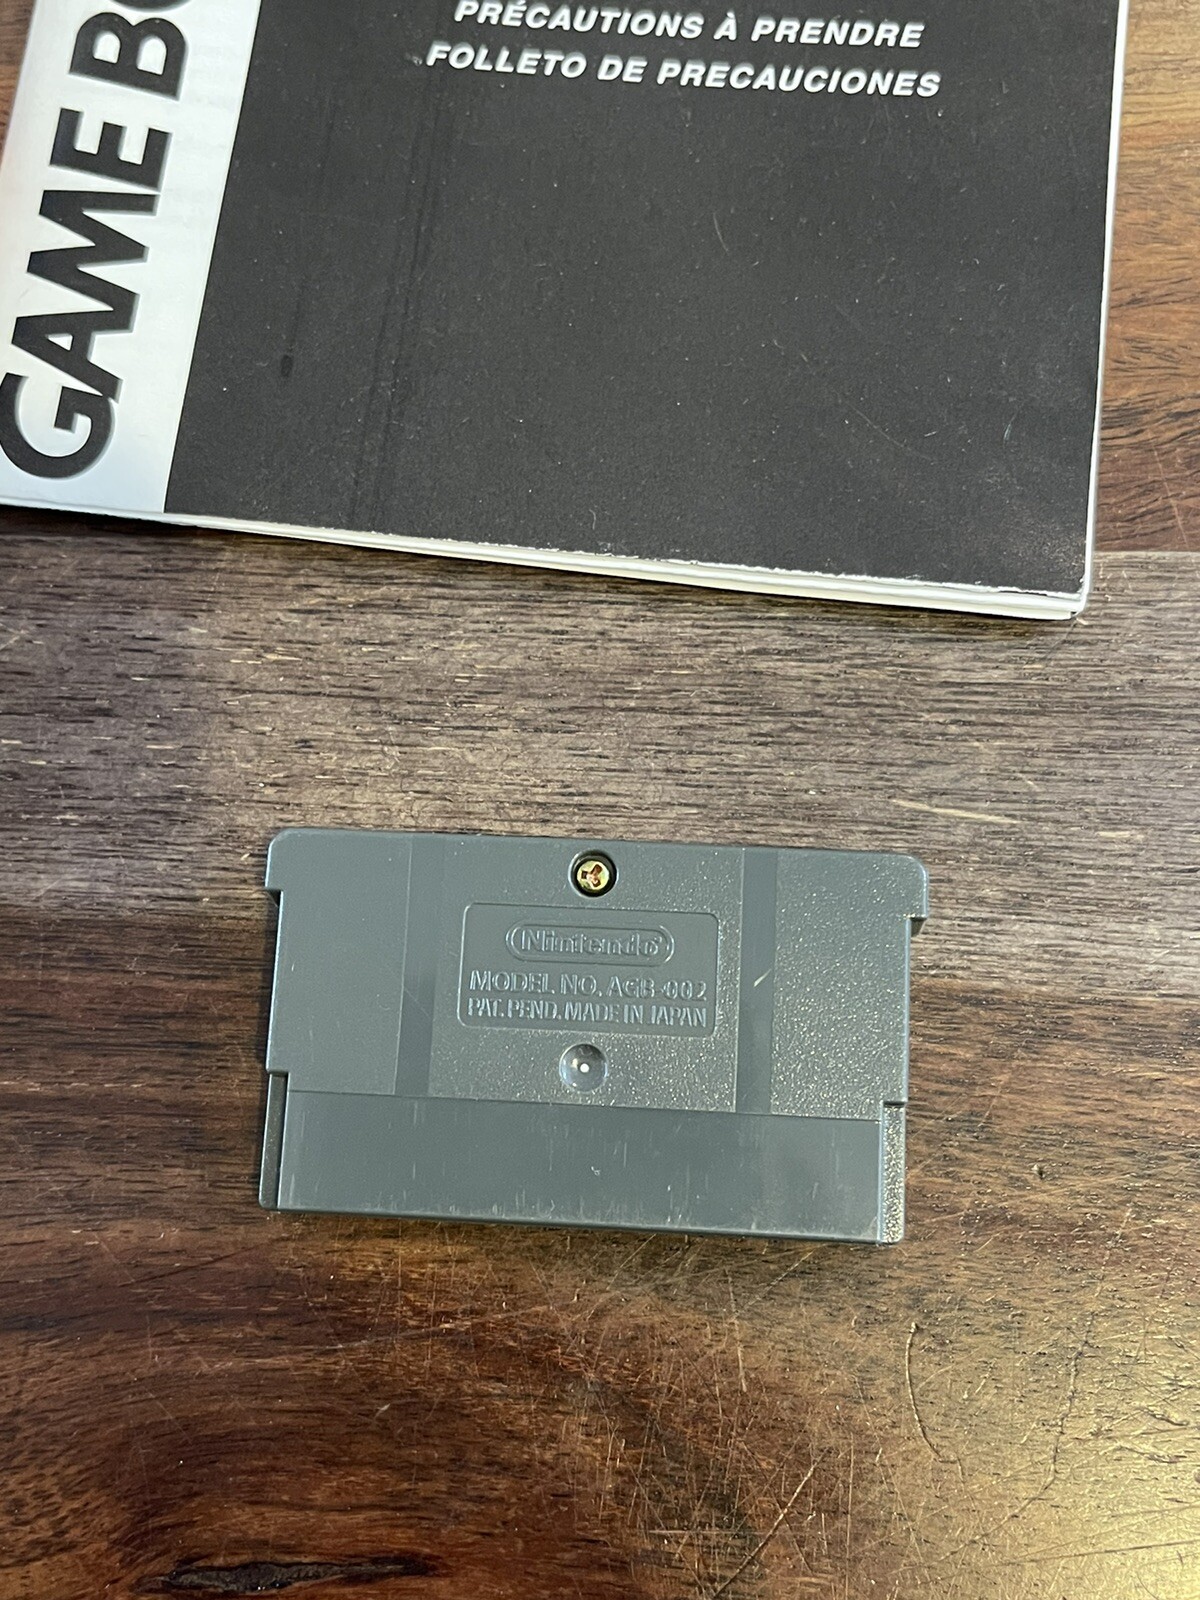 PRÉCAUTIONS À PRENDRE
FOLLETO DE PRECAUCIONES
GAME BO
Nintendo
MODEL NO. AGB-002
PAT. PEND. MADE IN JAPAN